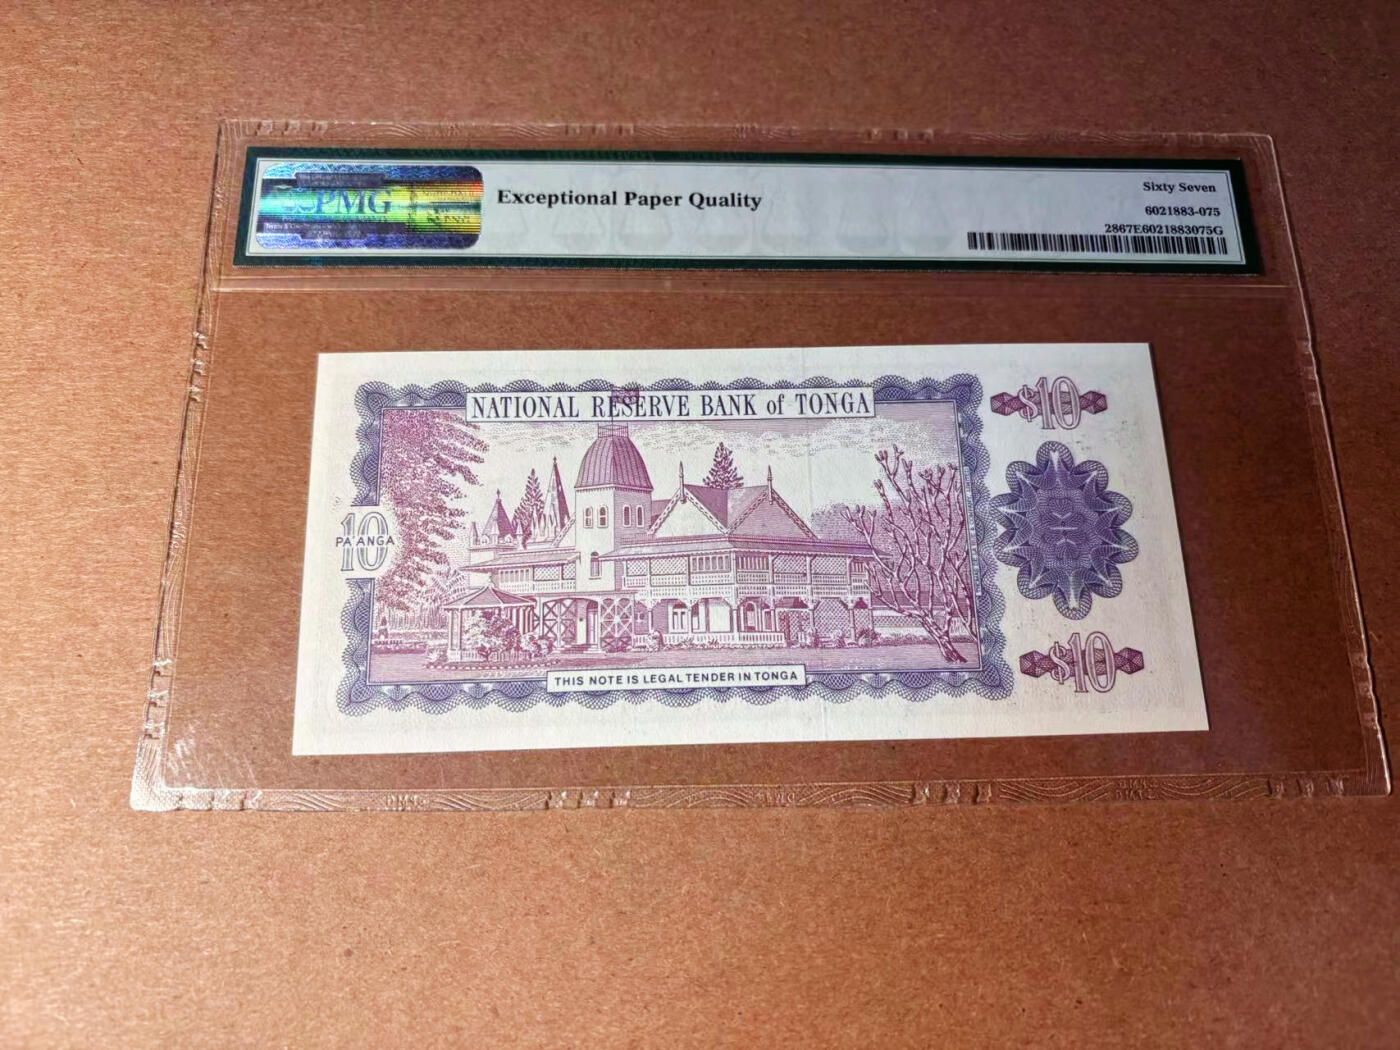 PMG
Exceptional Paper Quality
Sixty Seven
6021883-075
2867E6021883075G
NATIONAL RESERVE BANK of TONGA
$10
10
PA'ANGA
$10
THIS NOTE IS LEGAL TENDER IN TONGA